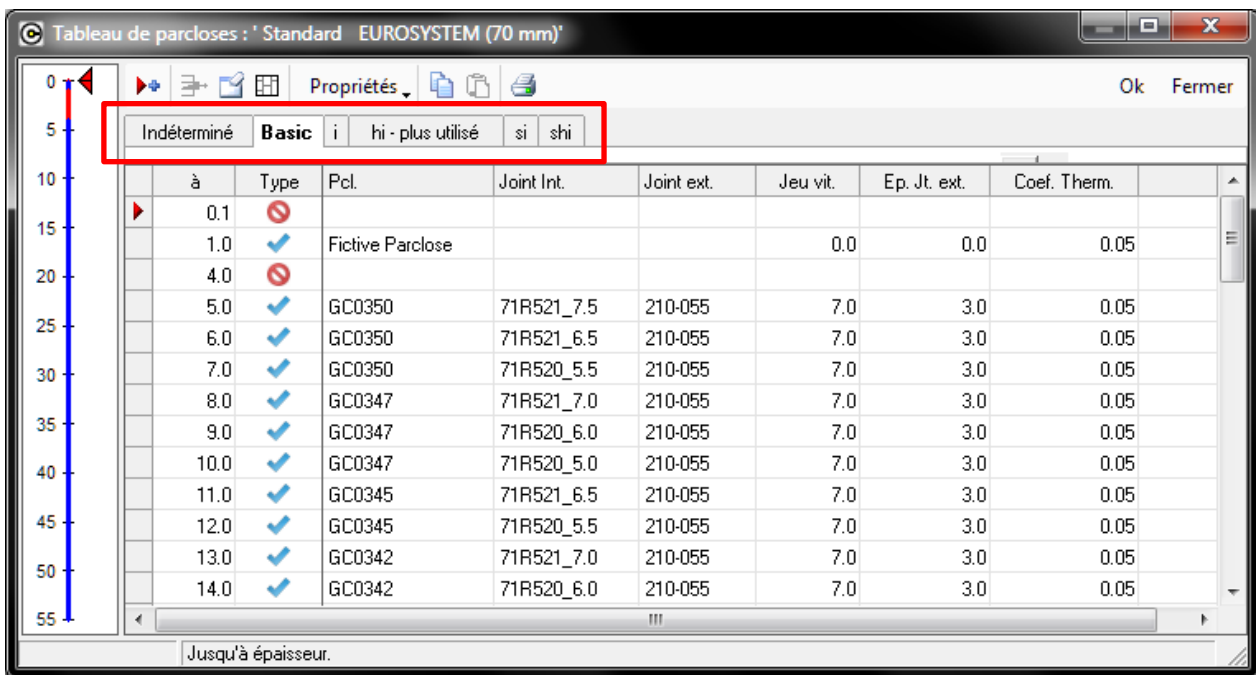 Tableau de parcloses : ' Standard EUROSYSTEM (70 mm)'
Propriétés Ok Fermer
Indéterminé Basic i hi - plus utilisé si shi
à Type Pcl. Joint Int. Joint ext. Jeu vit. Ep. Jt. ext. Coef. Therm.
0.1
1.0 Fictive Parclose 0.0 0.0 0.05
4.0
5.0 GC0350 71R521_7.5 210-055 7.0 3.0 0.05
6.0 GC0350 71R521_6.5 210-055 7.0 3.0 0.05
7.0 GC0350 71R520_5.5 210-055 7.0 3.0 0.05
8.0 GC0347 71R521_7.0 210-055 7.0 3.0 0.05
9.0 GC0347 71R520_6.0 210-055 7.0 3.0 0.05
10.0 GC0347 71R520_5.0 210-055 7.0 3.0 0.05
11.0 GC0345 71R521_6.5 210-055 7.0 3.0 0.05
12.0 GC0345 71R520_5.5 210-055 7.0 3.0 0.05
13.0 GC0342 71R521_7.0 210-055 7.0 3.0 0.05
14.0 GC0342 71R520_6.0 210-055 7.0 3.0 0.05
0
5
10
15
20
25
30
35
40
45
50
55
Jusqu'à épaisseur.